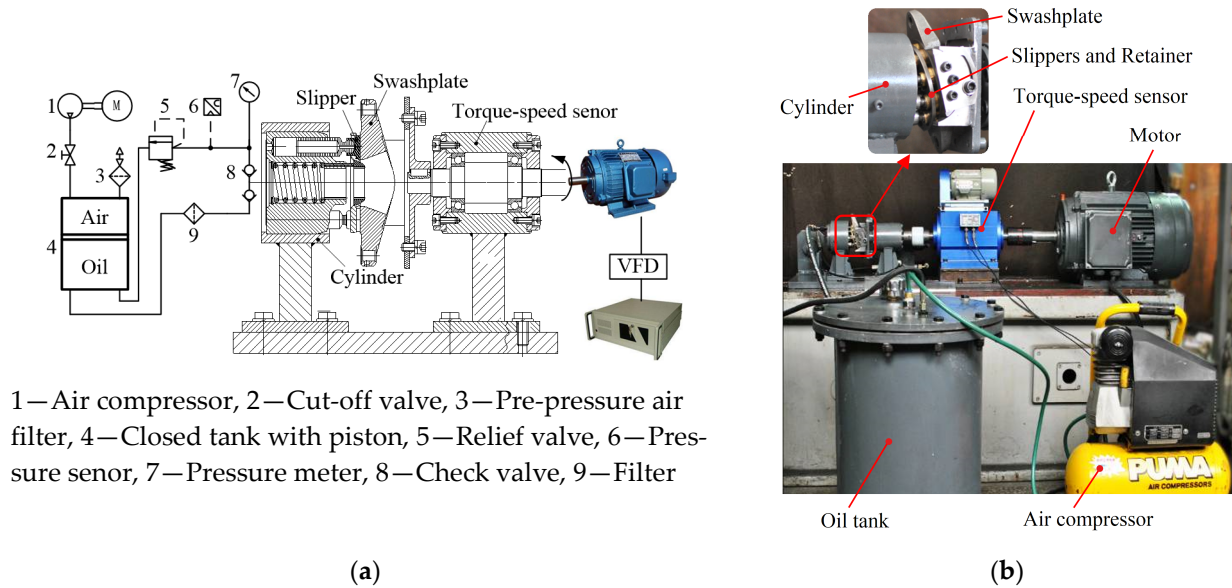 Swashplate
Slipper
Torque-speed senor
1
M
2
3
4
5
6
7
8
9
Air
Oil
Cylinder
VFD
1—Air compressor, 2—Cut-off valve, 3—Pre-pressure air
filter, 4—Closed tank with piston, 5—Relief valve, 6—Pres-
sure senor, 7—Pressure meter, 8—Check valve, 9—Filter
(a)
Swashplate
Slippers and Retainer
Cylinder
Torque-speed sensor
Motor
PUMA
AIR COMPRESSORS
Oil tank
Air compressor
(b)